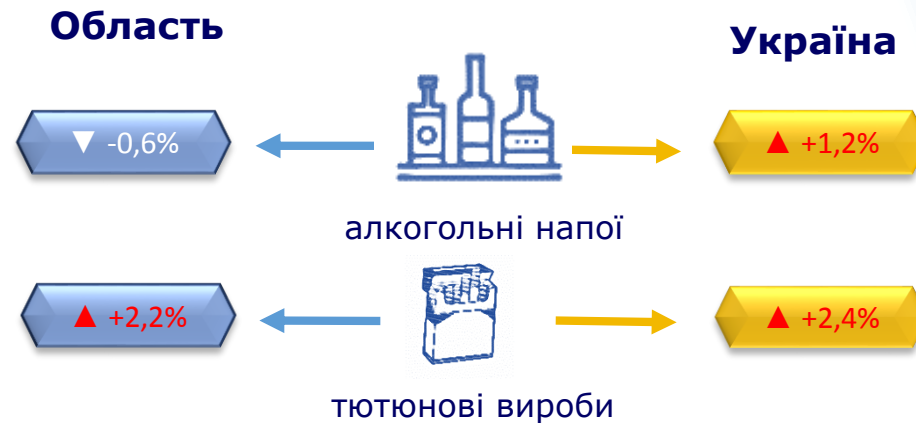 Область
Україна
▼ -0,6%
▲ +1,2%
алкогольні напої
▲ +2,2%
▲ +2,4%
тютюнові вироби